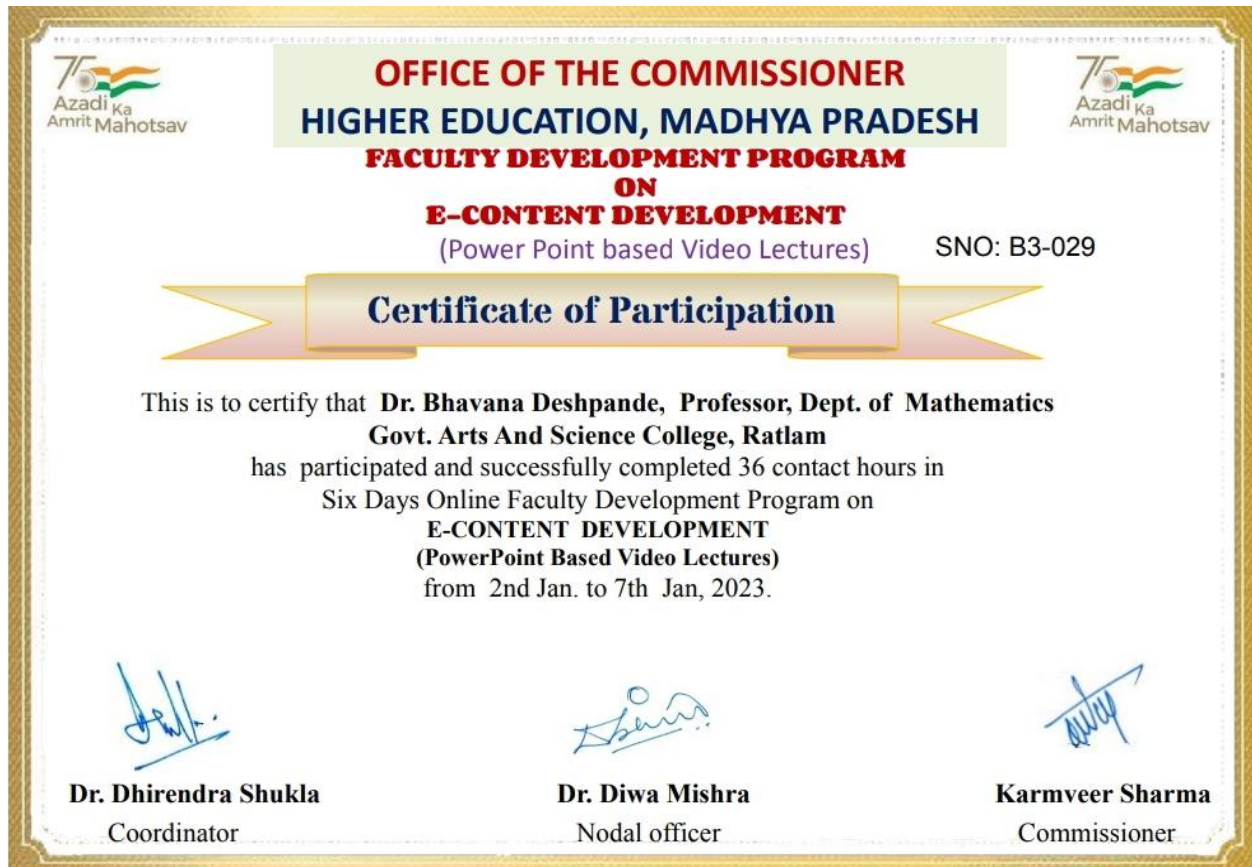 75
Azadi Ka
Amrit Mahotsav
OFFICE OF THE COMMISSIONER
HIGHER EDUCATION, MADHYA PRADESH
75
Azadi Ka
Amrit Mahotsav
FACULTY DEVELOPMENT PROGRAM
ON
E-CONTENT DEVELOPMENT
(Power Point based Video Lectures)
SNO: B3-029
Certificate of Participation
This is to certify that Dr. Bhavana Deshpande, Professor, Dept. of Mathematics
Govt. Arts And Science College, Ratlam
has participated and successfully completed 36 contact hours in
Six Days Online Faculty Development Program on
E-CONTENT DEVELOPMENT
(PowerPoint Based Video Lectures)
from 2nd Jan. to 7th Jan, 2023.
Dr. Dhirendra Shukla
Coordinator
Dr. Diwa Mishra
Nodal officer
Karmveer Sharma
Commissioner